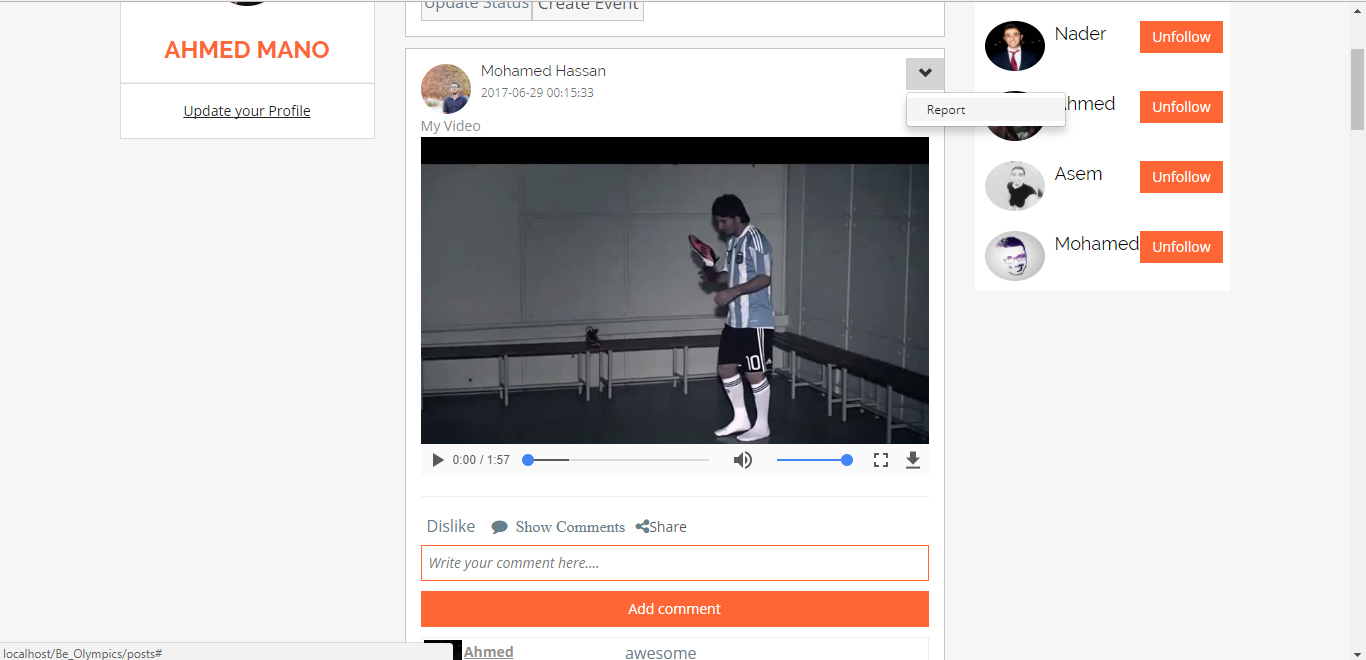 Update Status
Create Event
AHMED MANO
Update your Profile
Mohamed Hassan
2017-06-29 00:15:33
My Video
Report
10
0:00 / 1:57
Dislike
Show Comments
Share
Write your comment here....
Add comment
Ahmed
awesome
Nader
Unfollow
Ahmed
Unfollow
Asem
Unfollow
Mohamed
Unfollow
localhost/Be_Olympics/posts#